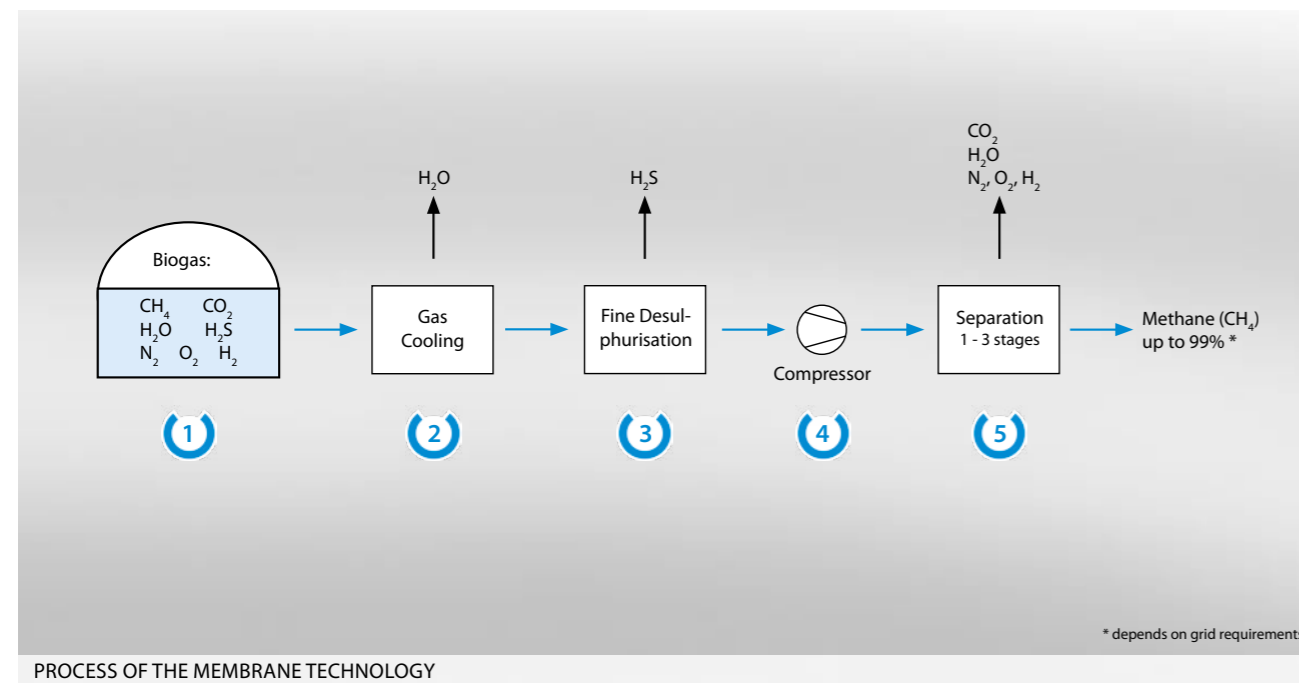 CO₂
H₂O
N₂, O₂, H₂
H₂O
H₂S
Biogas:
CH₄ CO₂
H₂O H₂S
N₂ O₂ H₂
Gas
Cooling
Fine Desul-
phurisation
Compressor
Separation
1 - 3 stages
Methane (CH₄)
up to 99% *
1
2
3
4
5
* depends on grid requirements
PROCESS OF THE MEMBRANE TECHNOLOGY